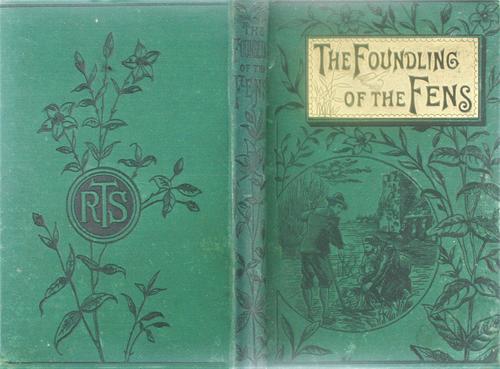 RTS
THE
FOUNDLING
OF THE
FENS
THE FOUNDLING
OF THE FENS